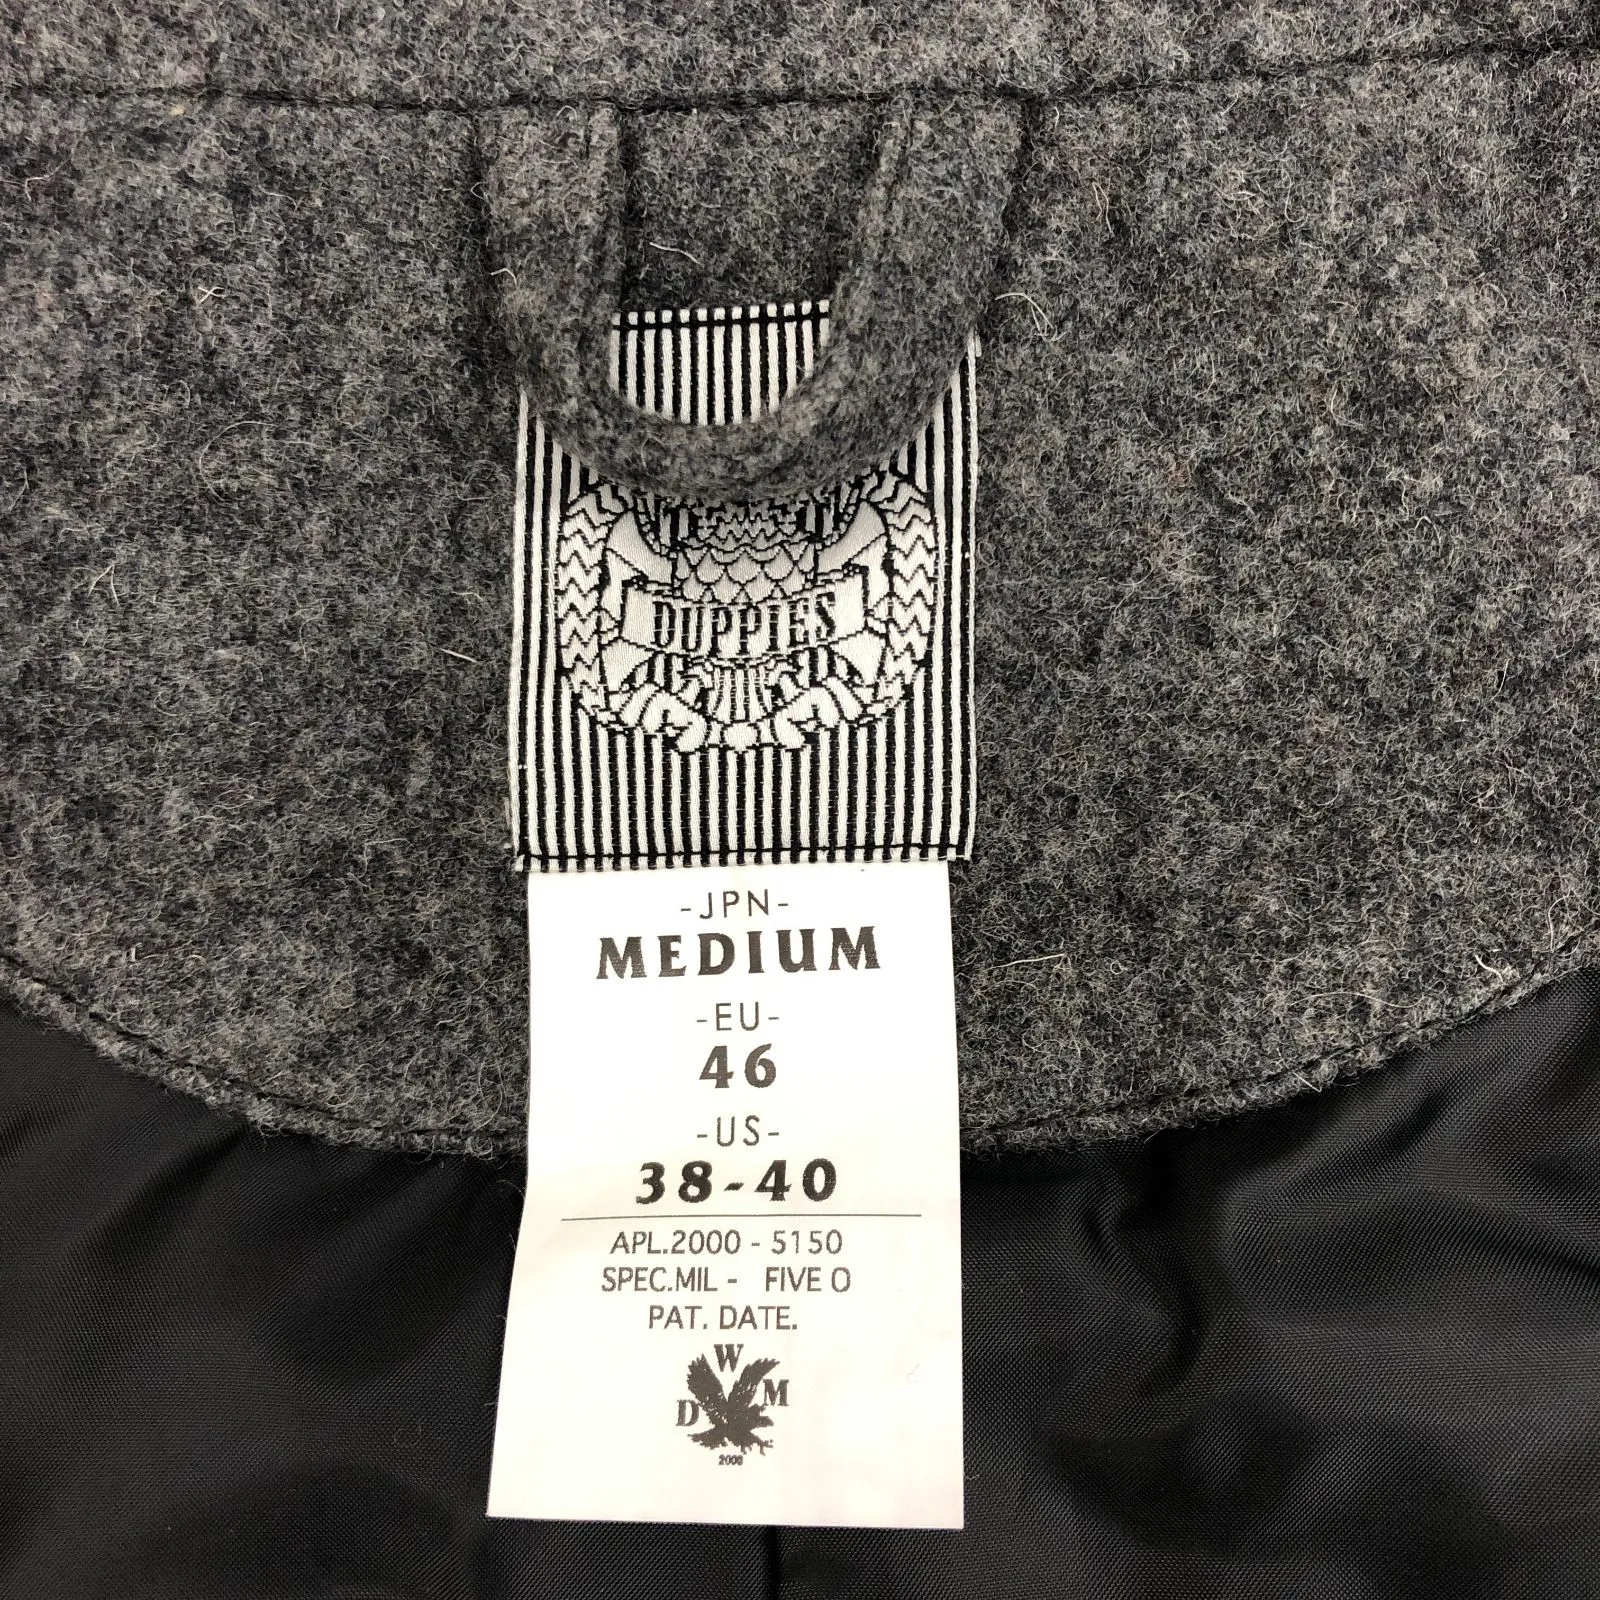 DUPPIES
-JPN-
MEDIUM
-EU-
46
-US-
38-40
APL.2000 - 5150
SPEC.MIL - FIVE O
PAT. DATE.
W
D M